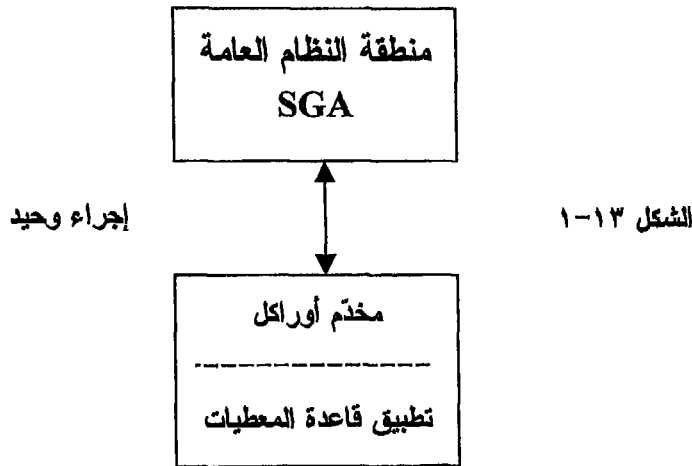 منطقة النظام العامة
SGA
الشكل ١٣-١
إجراء وحيد
مخدّم أوراكل
تطبيق قاعدة المعطيات